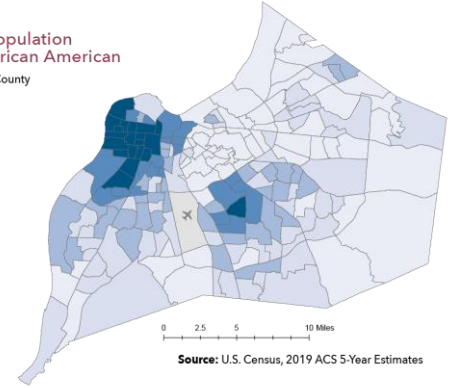 opulation
rican American
County
0 2.5 5 10 Miles
Source: U.S. Census, 2019 ACS 5-Year Estimates